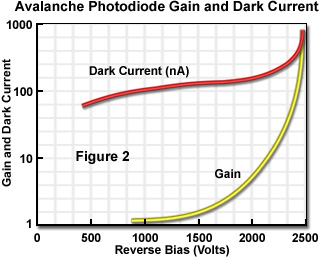 Avalanche Photodiode Gain and Dark Current
Gain and Dark Current
1000
100
10
1
Dark Current (nA)
Figure 2
Gain
0 500 1000 1500 2000 2500
Reverse Bias (Volts)